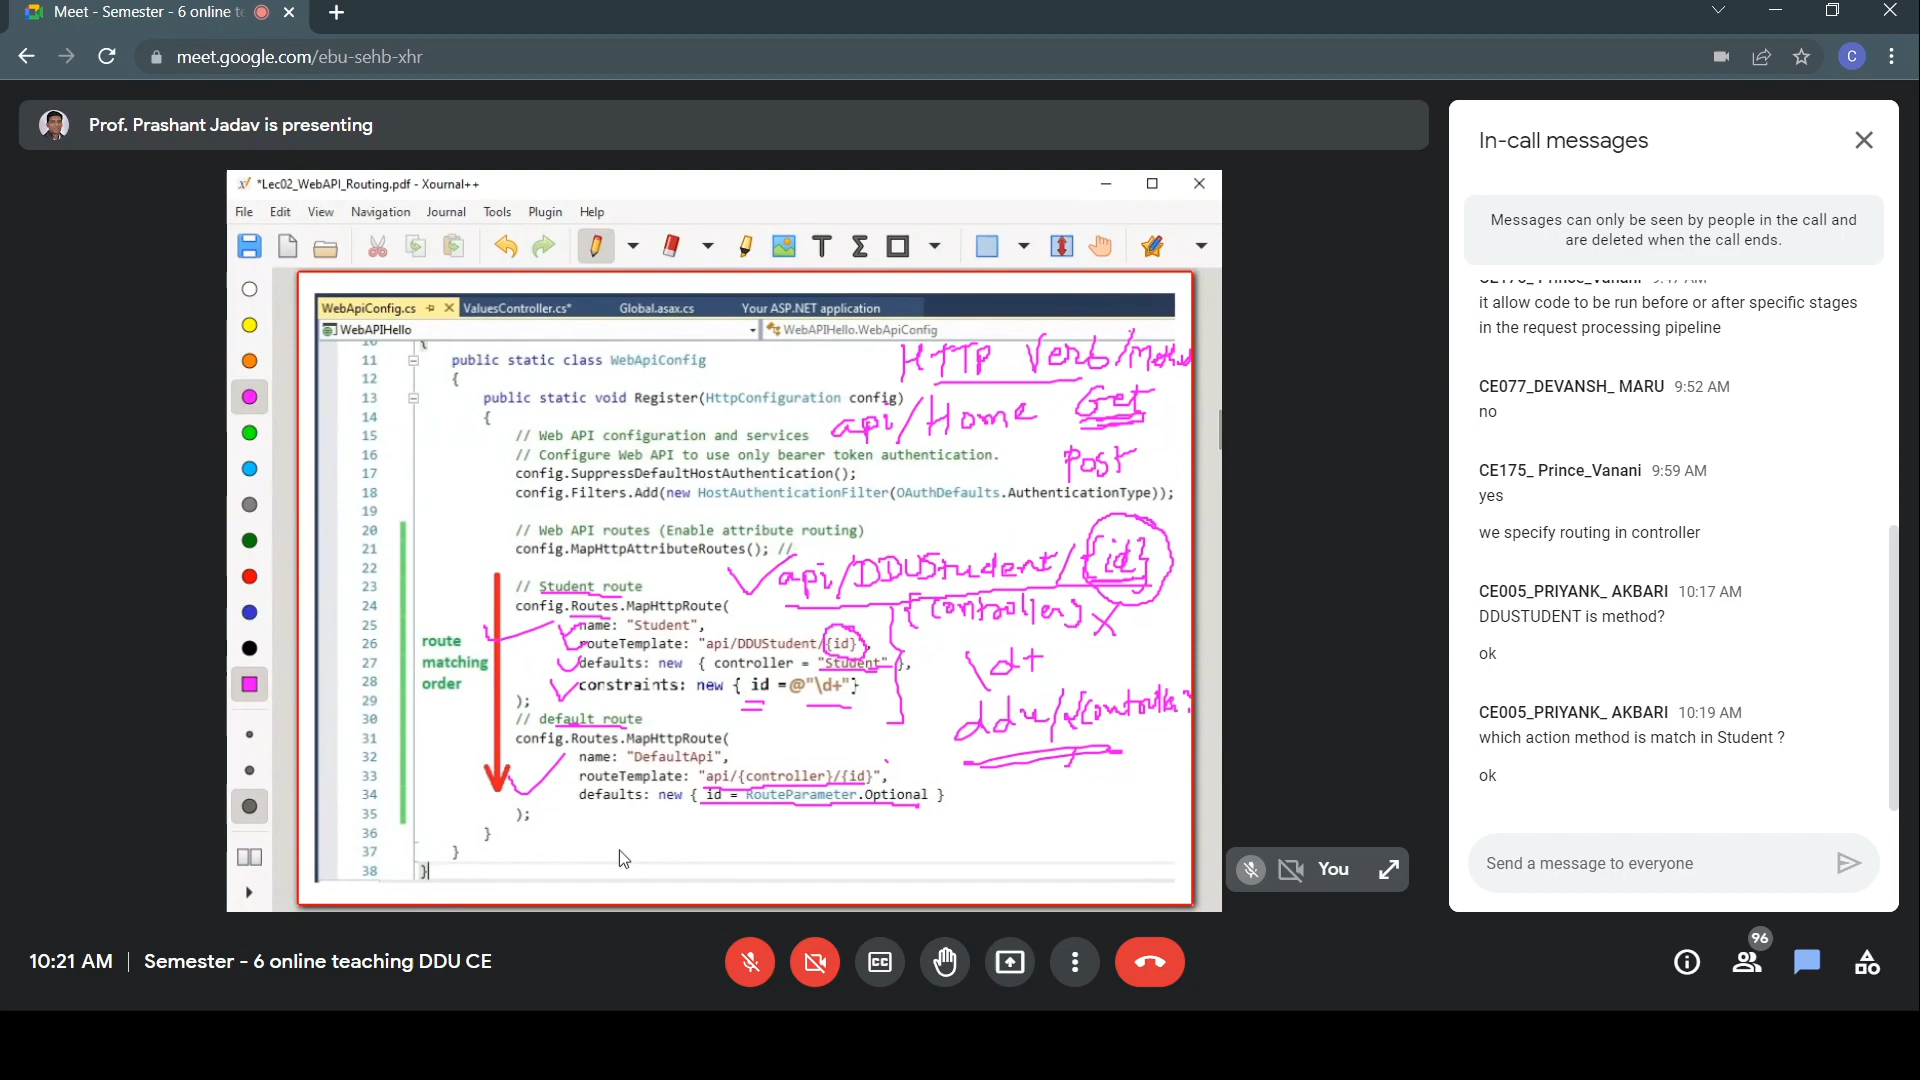 Meet - Semester - 6 online te
meet.google.com/ebu-sehb-xhr
C
Prof. Prashant Jadav is presenting
*Lec02_WebAPI_Routing.pdf - Xournal++
File Edit View Navigation Journal Tools Plugin Help
WebApiConfig.cs ValuesController.cs* Global.asax.cs Your ASP.NET application
WebAPIHello WebAPIHello.WebApiConfig
10 {
11 public static class WebApiConfig
12 {
13 public static void Register(HttpConfiguration config)
14 {
15 // Web API configuration and services
16 // Configure Web API to use only bearer token authentication.
17 config.SuppressDefaultHostAuthentication();
18 config.Filters.Add(new HostAuthenticationFilter(OAuthDefaults.AuthenticationType));
19
20 // Web API routes (Enable attribute routing)
21 config.MapHttpAttributeRoutes(); //
22
23 // Student route
24 config.Routes.MapHttpRoute(
25 name: "Student",
26 routeTemplate: "api/DDUStudent/{id}",
27 defaults: new { controller = "Student" },
28 constraints: new { id =@"\d+"}
29 );
30 // default route
31 config.Routes.MapHttpRoute(
32 name: "DefaultApi",
33 routeTemplate: "api/{controller}/{id}",
34 defaults: new { id = RouteParameter.Optional }
35 );
36 }
37 }
38 }
route
matching
order
HTTP Verb/
api/Home Get
Post
api/DDUStudent/{id}
{controller} X
\d+
In-call messages
Messages can only be seen by people in the call and
are deleted when the call ends.
CE175_ Prince_Vanani 9:47 AM
it allow code to be run before or after specific stages
in the request processing pipeline
CE077_DEVANSH_ MARU 9:52 AM
no
CE175_ Prince_Vanani 9:59 AM
yes
we specify routing in controller
CE005_PRIYANK_ AKBARI 10:17 AM
DDUSTUDENT is method?
ok
CE005_PRIYANK_ AKBARI 10:19 AM
which action method is match in Student ?
ok
Send a message to everyone
You
10:21 AM | Semester - 6 online teaching DDU CE
96